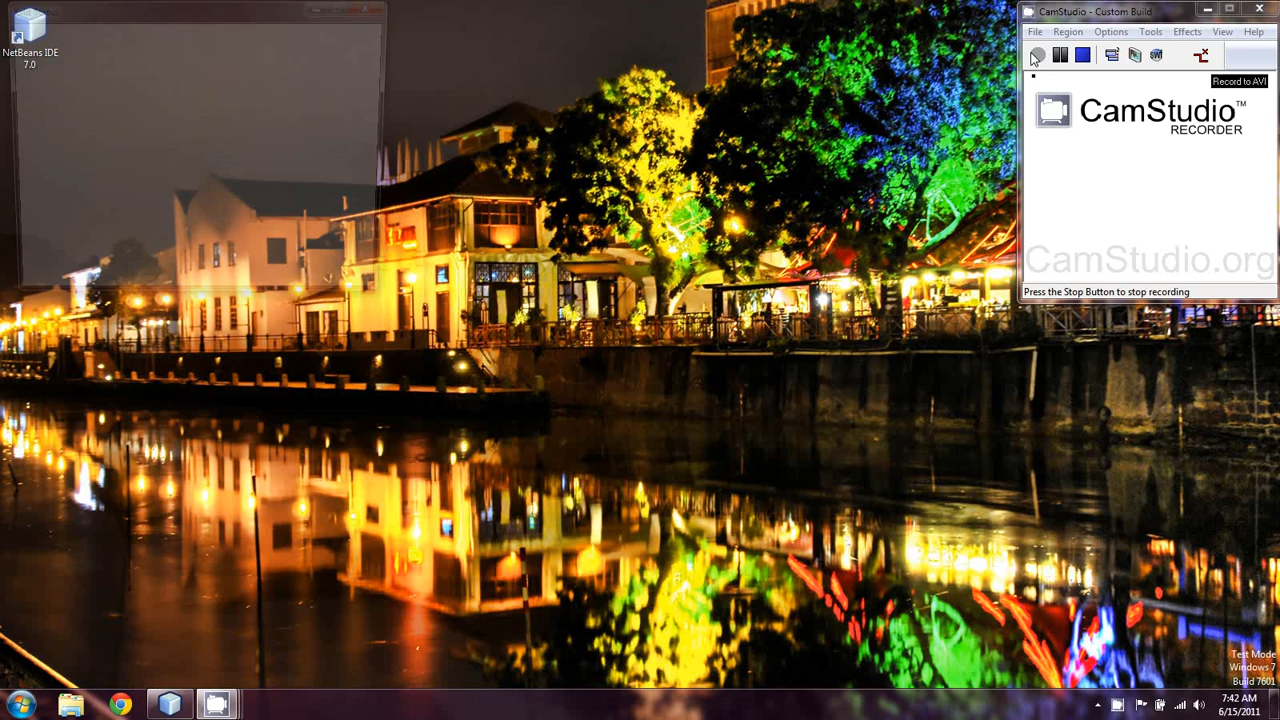 NetBeans IDE
7.0
CamStudio - Custom Build
File Region Options Tools Effects View Help
Record to AVI
CamStudio™
RECORDER
CamStudio.org
Press the Stop Button to stop recording
Test Mode
Windows 7
Build 7601
7:42 AM
6/15/2011